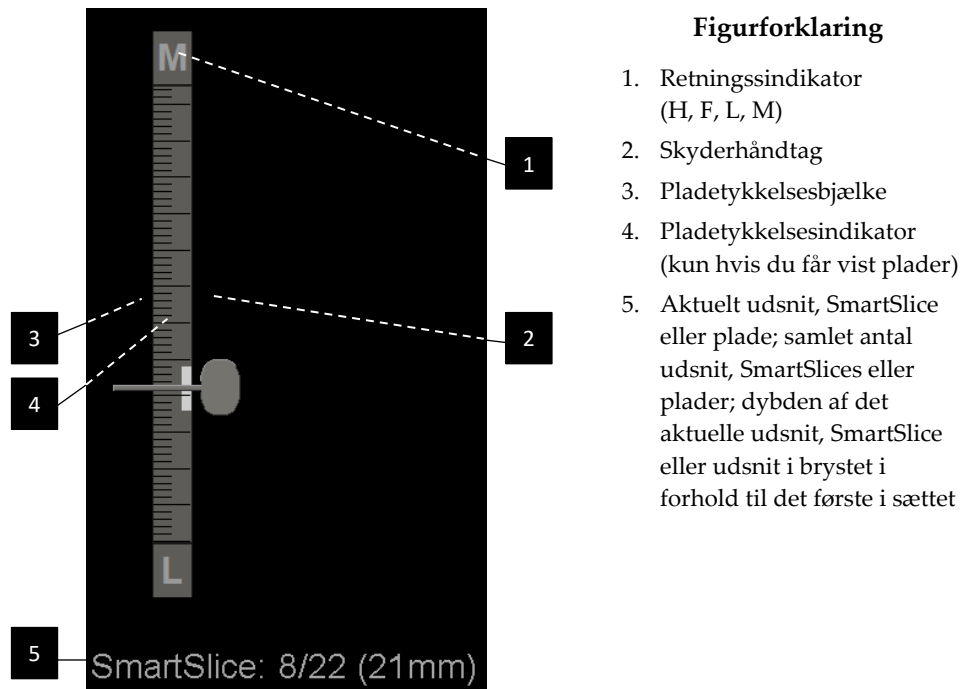 M
1
3
2
4
L
5
SmartSlice: 8/22 (21mm)
Figurforklaring
1. Retningssindikator
(H, F, L, M)
2. Skyderhåndtag
3. Pladetykkelsesbjælke
4. Pladetykkelsesindikator
(kun hvis du får vist plader)
5. Aktuelt udsnit, SmartSlice
eller plade; samlet antal
udsnit, SmartSlices eller
plader; dybden af det
aktuelle udsnit, SmartSlice
eller udsnit i brystet i
forhold til det første i sættet